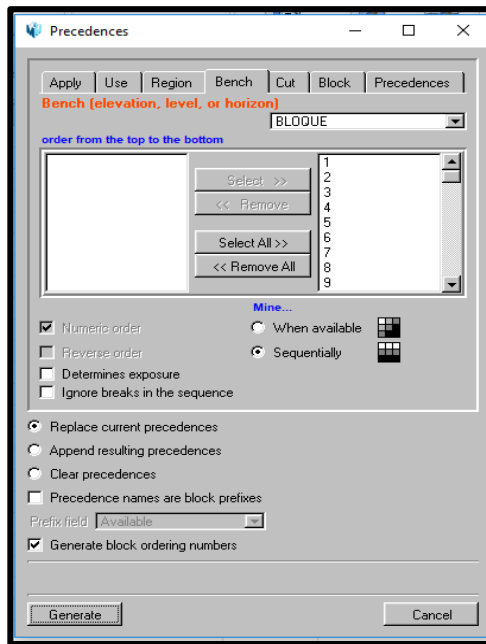 Precedences
Apply Use Region Bench Cut Block Precedences
Bench (elevation, level, or horizon)
BLOQUE
order from the top to the bottom
Select >>
<< Remove
Select All >>
<< Remove All
1
2
3
4
5
6
7
8
9
Mine...
Numeric order
When available
Reverse order
Sequentially
Determines exposure
Ignore breaks in the sequence
Replace current precedences
Append resulting precedences
Clear precedences
Precedence names are block prefixes
Prefix field Available
Generate block ordering numbers
Generate Cancel